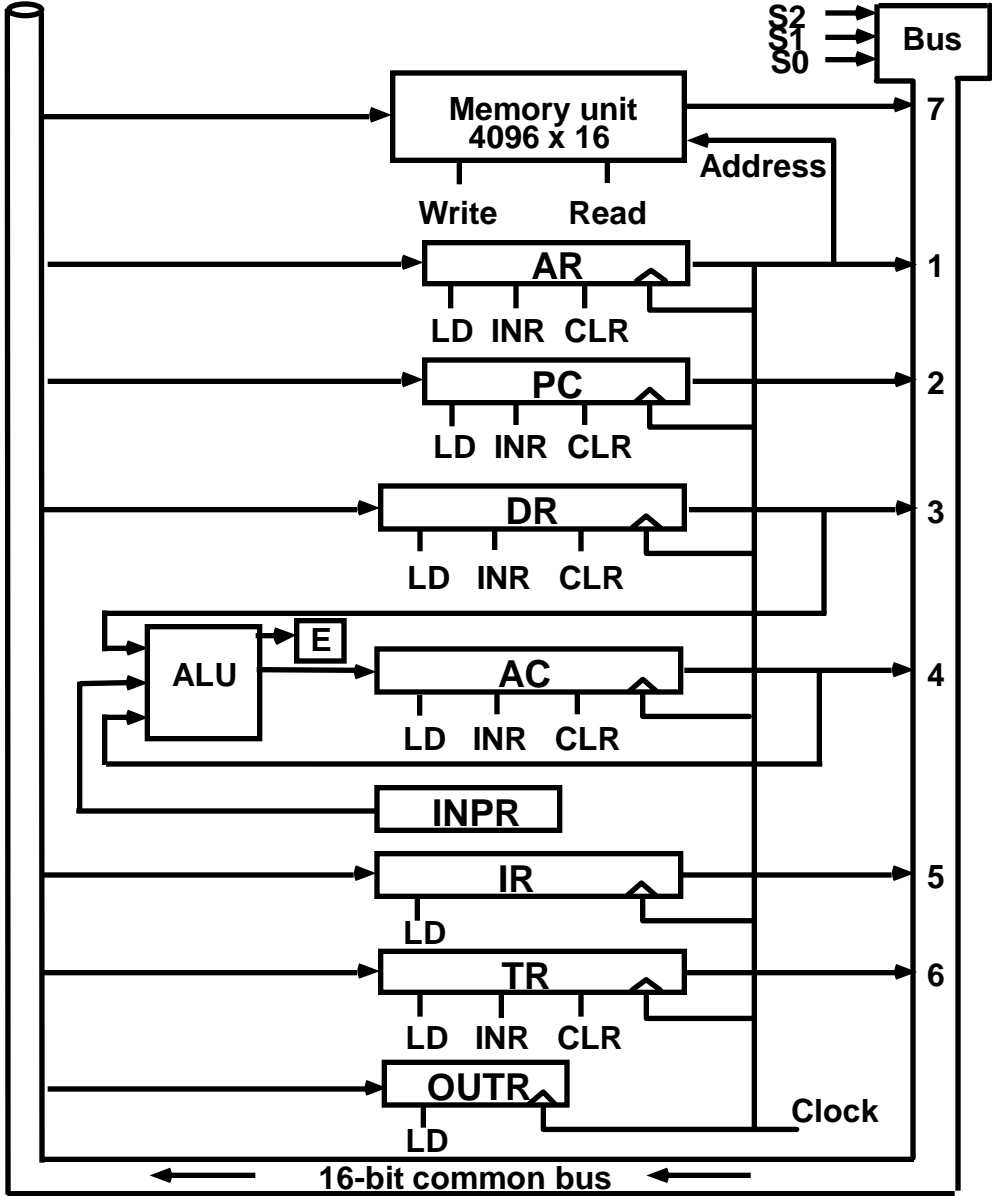 S2
S1
S0
Bus
Memory unit
4096 x 16
7
Address
Write Read
AR
1
LD INR CLR
PC
2
LD INR CLR
DR
3
LD INR CLR
E
ALU
AC
4
LD INR CLR
INPR
IR
5
LD
TR
6
LD INR CLR
OUTR
Clock
LD
16-bit common bus